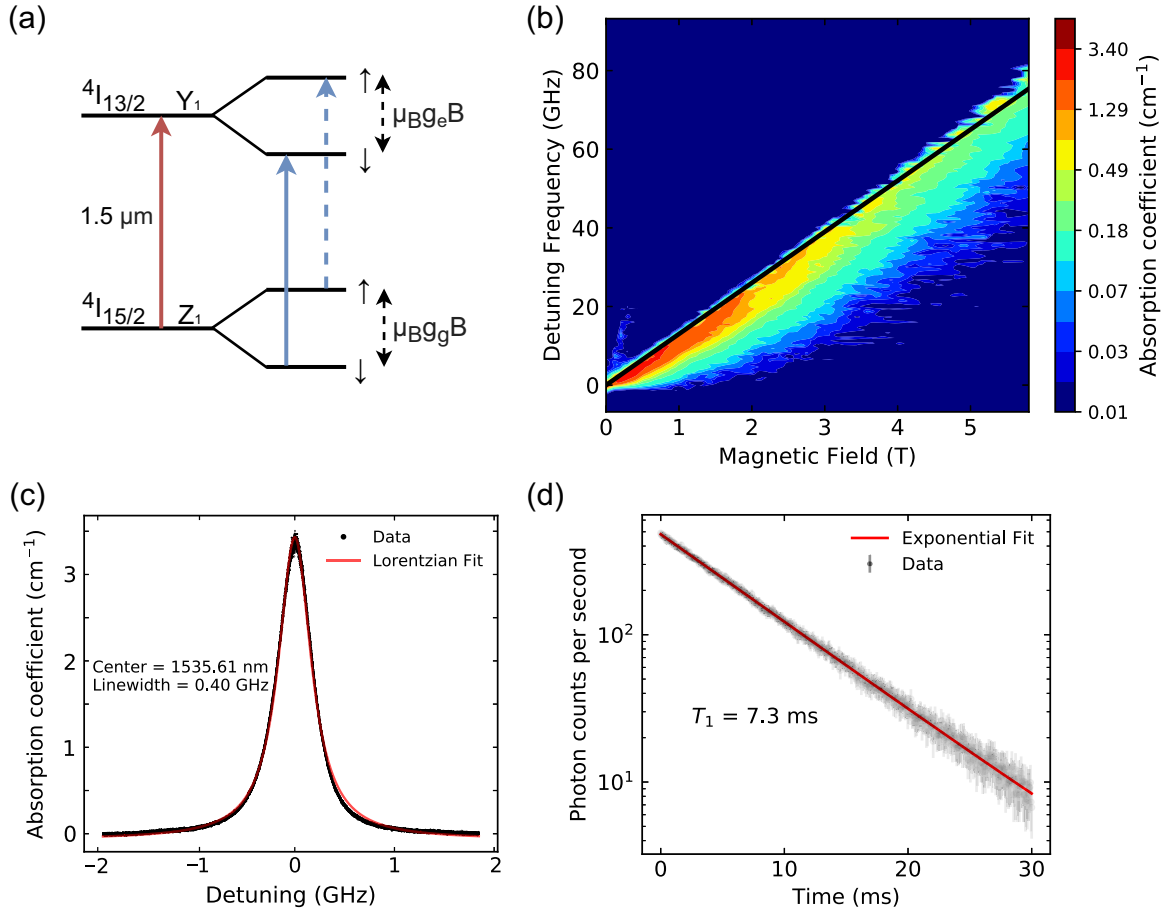 (a)
⁴I₁₃/₂ Y₁
↑
↓
μ_Bg_eB
1.5 μm
⁴I₁₅/₂ Z₁
↑
↓
μ_Bg_gB
(b)
Detuning Frequency (GHz)
80
60
40
20
0
0 1 2 3 4 5
Magnetic Field (T)
3.40
1.29
0.49
0.18
0.07
0.03
0.01
Absorption coefficient (cm⁻¹)
(c)
Absorption coefficient (cm⁻¹)
3
2
1
0
Data
Lorentzian Fit
Center = 1535.61 nm
Linewidth = 0.40 GHz
−2 −1 0 1 2
Detuning (GHz)
(d)
Photon counts per second
10²
10¹
Exponential Fit
Data
T₁ = 7.3 ms
0 10 20 30
Time (ms)